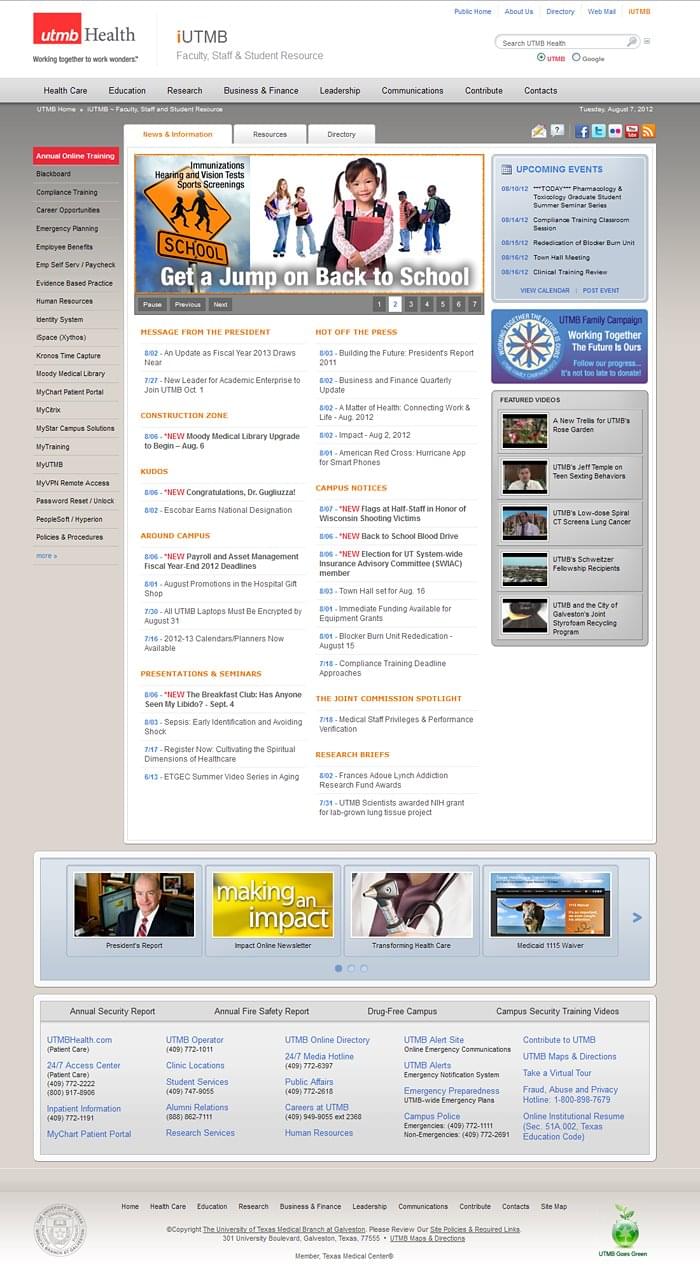 Public Home
About Us
Directory
Web Mail
iUTMB
utmb Health
Working together to work wonders.™
iUTMB
Faculty, Staff & Student Resource
Search UTMB Health
UTMB
Google
Health Care
Education
Research
Business & Finance
Leadership
Communications
Contribute
Contacts
UTMB Home » iUTMB ~ Faculty, Staff and Student Resource
Tuesday, August 7, 2012
News & Information
Resources
Directory
Annual Online Training
Blackboard
Compliance Training
Career Opportunities
Emergency Planning
Employee Benefits
Emp Self Serv / Paycheck
Evidence Based Practice
Human Resources
Identity System
iSpace (Xythos)
Kronos Time Capture
Moody Medical Library
MyChart Patient Portal
MyCitrix
MyStar Campus Solutions
MyTraining
MyUTMB
MyVPN Remote Access
Password Reset / Unlock
PeopleSoft / Hyperion
Policies & Procedures
more »
Immunizations
Hearing and Vision Tests
Sports Screenings
SCHOOL
Get a Jump on Back to School
Pause
Previous
Next
1 2 3 4 5 6 7
MESSAGE FROM THE PRESIDENT
8/02 - An Update as Fiscal Year 2013 Draws
Near
7/27 - New Leader for Academic Enterprise to
Join UTMB Oct. 1
CONSTRUCTION ZONE
8/06 - *NEW Moody Medical Library Upgrade
to Begin – Aug. 6
KUDOS
8/06 - *NEW Congratulations, Dr. Gugliuzza!
8/02 - Escobar Earns National Designation
AROUND CAMPUS
8/06 - *NEW Payroll and Asset Management
Fiscal Year-End 2012 Deadlines
8/01 - August Promotions in the Hospital Gift
Shop
7/30 - All UTMB Laptops Must Be Encrypted by
August 31
7/16 - 2012-13 Calendars/Planners Now
Available
PRESENTATIONS & SEMINARS
8/06 - *NEW The Breakfast Club: Has Anyone
Seen My Libido? - Sept. 4
8/03 - Sepsis: Early Identification and Avoiding
Shock
7/17 - Register Now: Cultivating the Spiritual
Dimensions of Healthcare
6/13 - ETGEC Summer Video Series in Aging
HOT OFF THE PRESS
8/03 - Building the Future: President's Report
2011
8/02 - Business and Finance Quarterly
Update
8/02 - A Matter of Health: Connecting Work &
Life - Aug. 2012
8/02 - Impact - Aug 2, 2012
8/01 - American Red Cross: Hurricane App
for Smart Phones
CAMPUS NOTICES
8/07 - *NEW Flags at Half-Staff in Honor of
Wisconsin Shooting Victims
8/06 - *NEW Back to School Blood Drive
8/06 - *NEW Election for UT System-wide
Insurance Advisory Committee (SWIAC)
member
8/03 - Town Hall set for Aug. 16
8/01 - Immediate Funding Available for
Equipment Grants
8/01 - Blocker Burn Unit Rededication -
August 15
7/18 - Compliance Training Deadline
Approaches
THE JOINT COMMISSION SPOTLIGHT
7/18 - Medical Staff Privileges & Performance
Verification
RESEARCH BRIEFS
8/02 - Frances Adoue Lynch Addiction
Research Fund Awards
7/31 - UTMB Scientists awarded NIH grant
for lab-grown lung tissue project
UPCOMING EVENTS
08/10/12 ***TODAY*** Pharmacology &
Toxicology Graduate Student
Summer Seminar Series
08/14/12 Compliance Training Classroom
Session
08/15/12 Rededication of Blocker Burn Unit
08/16/12 Town Hall Meeting
08/16/12 Clinical Training Review
VIEW CALENDAR | POST EVENT
WORKING TOGETHER THE FUTURE IS OURS
UTMB FAMILY CAMPAIGN
UTMB Family Campaign
Working Together
The Future Is Ours
Follow our progress...
It's not too late to donate!
FEATURED VIDEOS
A New Trellis for UTMB's
Rose Garden
UTMB's Jeff Temple on
Teen Sexting Behaviors
UTMB's Low-dose Spiral
CT Screens Lung Cancer
UTMB's Schweitzer
Fellowship Recipients
UTMB and the City of
Galveston's Joint
Styrofoam Recycling
Program
President's Report
making an
impact
Impact Online Newsletter
Transforming Health Care
1115 Waiver
Medicaid 1115 Waiver
Annual Security Report
Annual Fire Safety Report
Drug-Free Campus
Campus Security Training Videos
UTMBHealth.com
(Patient Care)
24/7 Access Center
(Patient Care)
(409) 772-2222
(800) 917-8906
Inpatient Information
(409) 772-1191
MyChart Patient Portal
UTMB Operator
(409) 772-1011
Clinic Locations
Student Services
(409) 747-9055
Alumni Relations
(888) 862-7111
Research Services
UTMB Online Directory
24/7 Media Hotline
(409) 772-6397
Public Affairs
(409) 772-2618
Careers at UTMB
(409) 949-9055 ext 2368
Human Resources
UTMB Alert Site
Online Emergency Communications
UTMB Alerts
Emergency Notification System
Emergency Preparedness
UTMB-wide Emergency Plans
Campus Police
Emergencies: (409) 772-1111
Non-Emergencies: (409) 772-2691
Contribute to UTMB
UTMB Maps & Directions
Take a Virtual Tour
Fraud, Abuse and Privacy
Hotline: 1-800-898-7679
Online Institutional Resume
(Sec. 51A.002, Texas
Education Code)
Home
Health Care
Education
Research
Business & Finance
Leadership
Communications
Contribute
Contacts
Site Map
©Copyright The University of Texas Medical Branch at Galveston. Please Review Our Site Policies & Required Links.
301 University Boulevard, Galveston, Texas, 77555 • UTMB Maps & Directions
Member, Texas Medical Center®
UTMB Goes Green